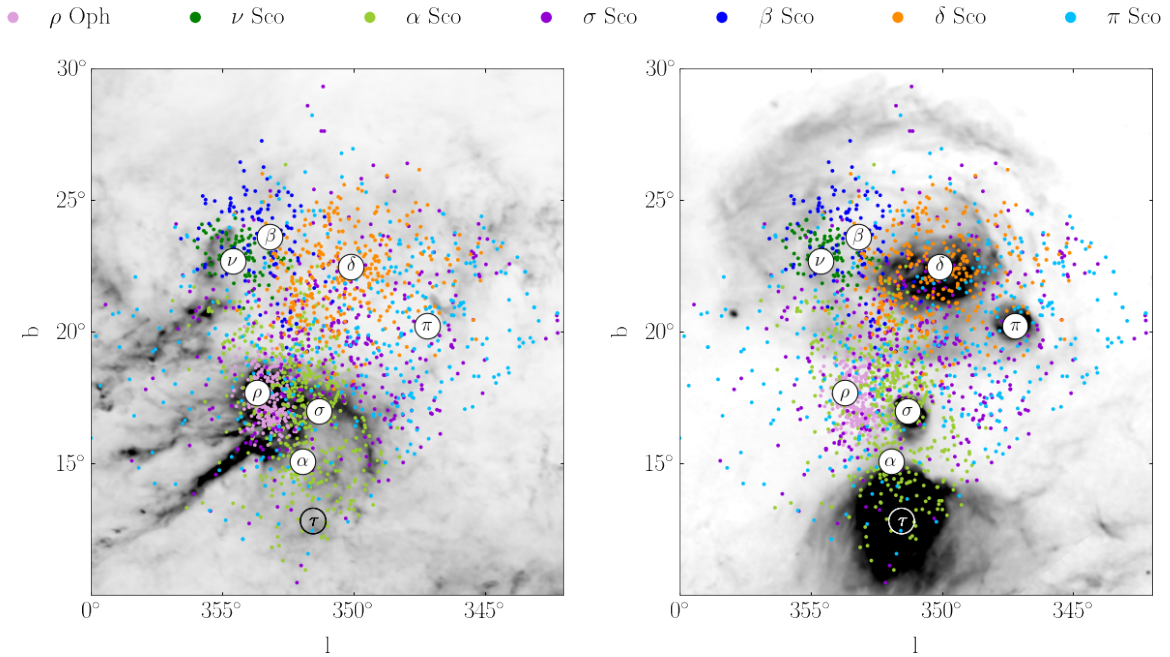 ρ Oph ν Sco α Sco σ Sco β Sco δ Sco π Sco
30° 30°
25° 25°
β β
ν δ ν δ
b 20° π b 20° π
ρ σ ρ σ
15° α 15° α
τ τ
0° 355° 350° 345° 0° 355° 350° 345°
l l